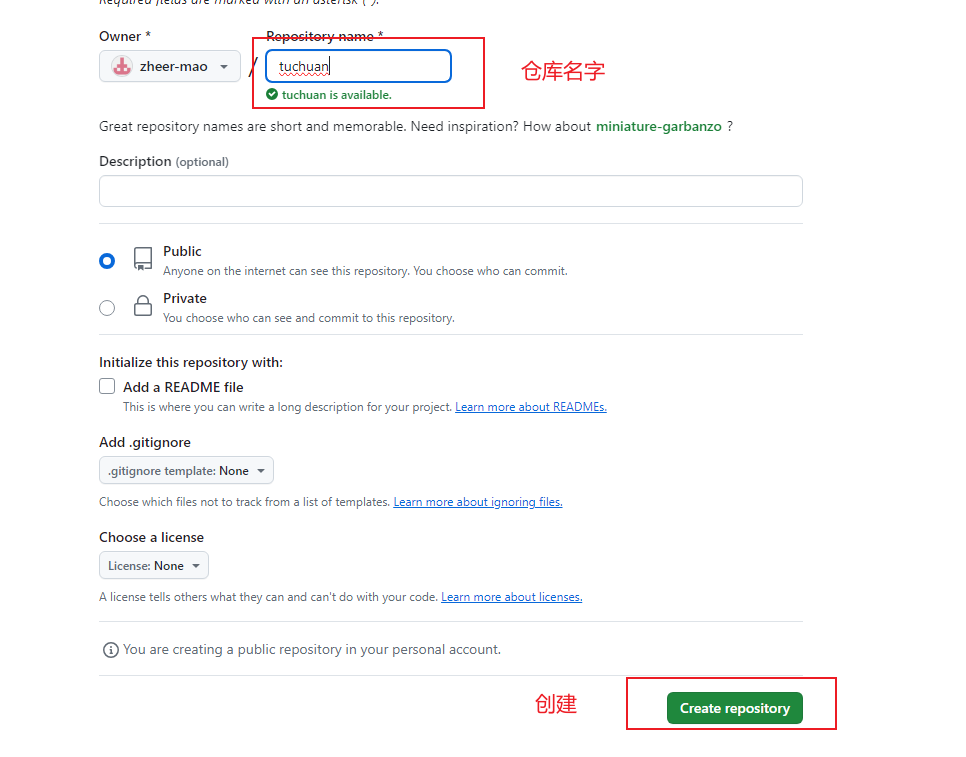 Required fields are marked with an asterisk (*).
Owner *
Repository name *
zheer-mao
/
tuchuan
仓库名字
tuchuan is available.
Great repository names are short and memorable. Need inspiration? How about miniature-garbanzo ?
Description (optional)
Public
Anyone on the internet can see this repository. You choose who can commit.
Private
You choose who can see and commit to this repository.
Initialize this repository with:
Add a README file
This is where you can write a long description for your project. Learn more about READMEs.
Add .gitignore
.gitignore template: None
Choose which files not to track from a list of templates. Learn more about ignoring files.
Choose a license
License: None
A license tells others what they can and can't do with your code. Learn more about licenses.
You are creating a public repository in your personal account.
创建
Create repository